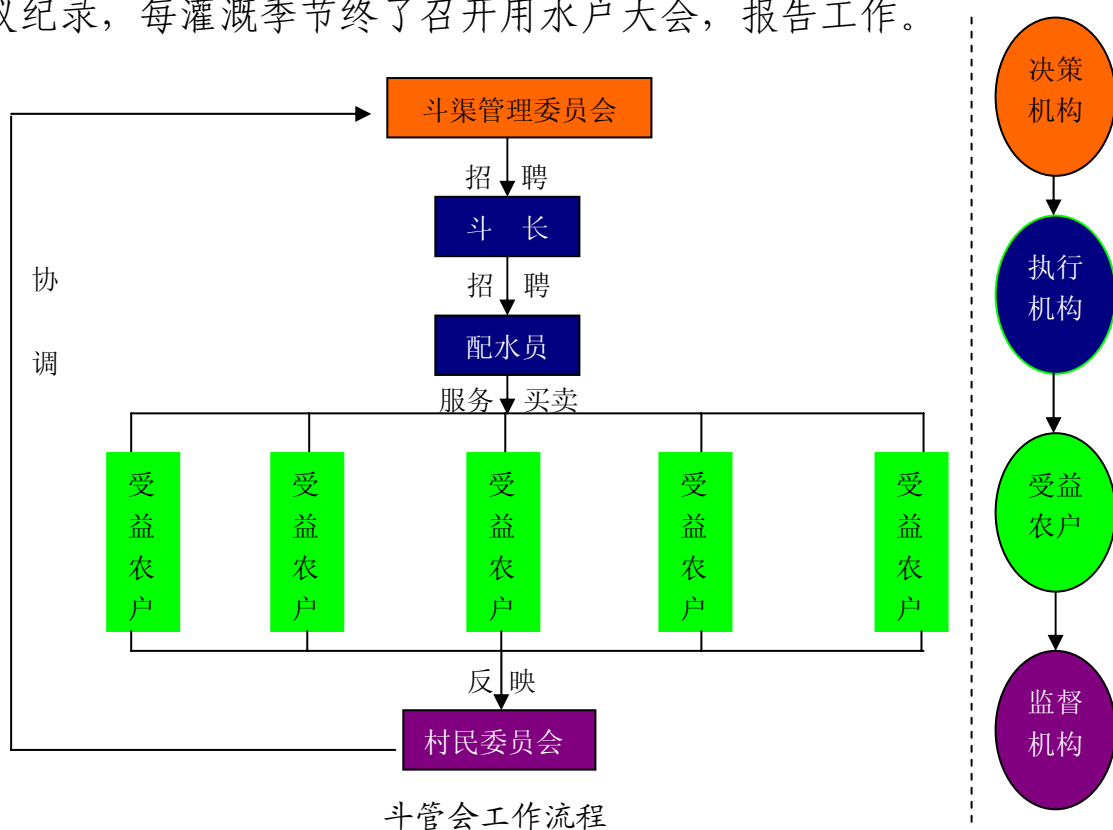 议纪录，每灌溉季节终了召开用水户大会，报告工作。
斗渠管理委员会
招 聘
斗 长
招 聘
配水员
服务 买卖
协
调
受益农户
受益农户
受益农户
受益农户
受益农户
反 映
村民委员会
斗管会工作流程
决策
机构
执行
机构
受益
农户
监督
机构